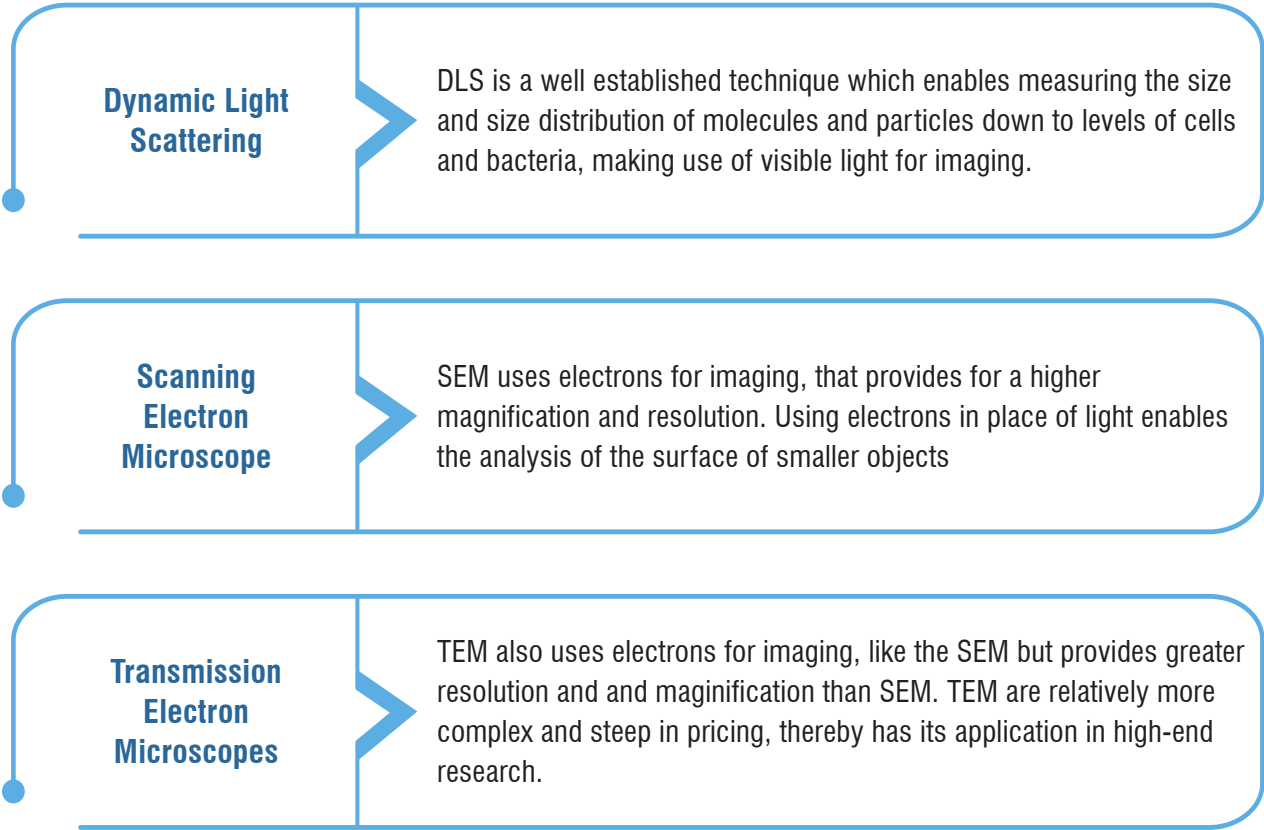 Dynamic Light
Scattering
DLS is a well established technique which enables measuring the size
and size distribution of molecules and particles down to levels of cells
and bacteria, making use of visible light for imaging.
Scanning
Electron
Microscope
SEM uses electrons for imaging, that provides for a higher
magnification and resolution. Using electrons in place of light enables
the analysis of the surface of smaller objects
Transmission
Electron
Microscopes
TEM also uses electrons for imaging, like the SEM but provides greater
resolution and and maginification than SEM. TEM are relatively more
complex and steep in pricing, thereby has its application in high-end
research.